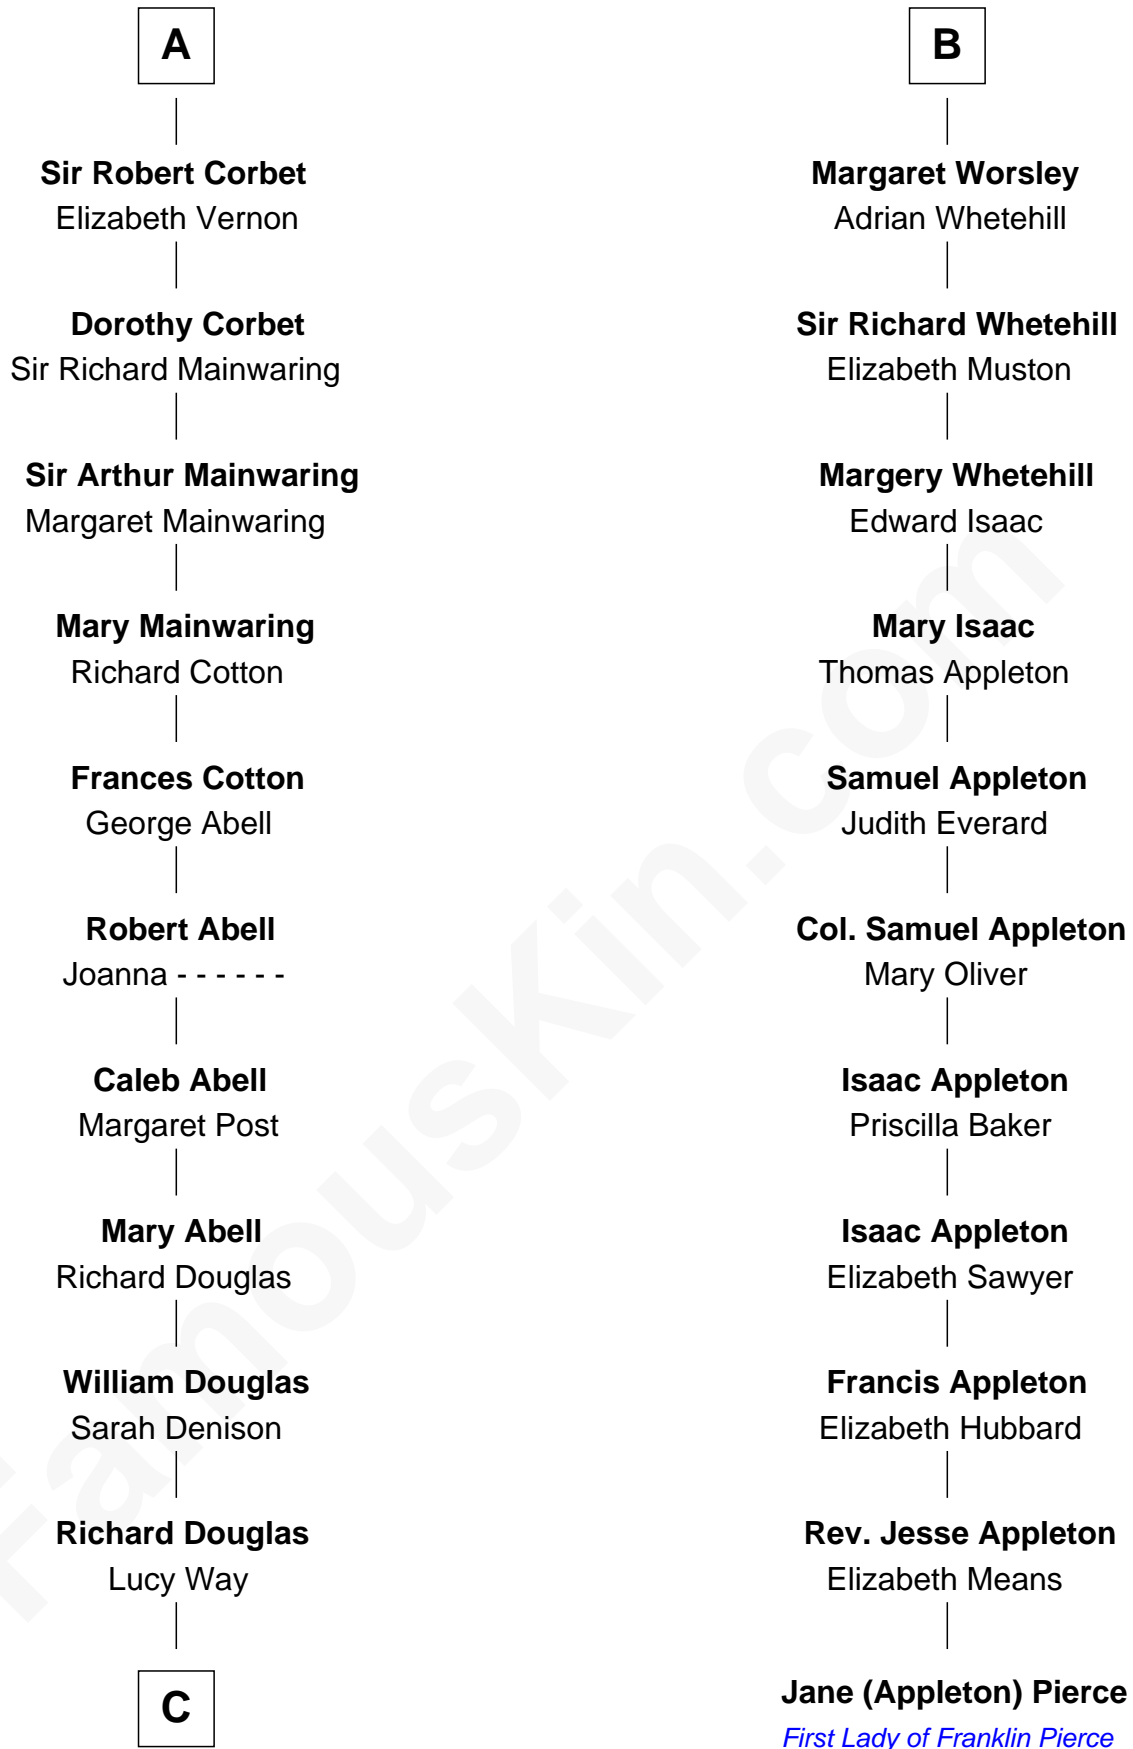 A
Sir Robert Corbet
Elizabeth Vernon
Dorothy Corbet
Sir Richard Mainwaring
Sir Arthur Mainwaring
Margaret Mainwaring
Mary Mainwaring
Richard Cotton
Frances Cotton
George Abell
Robert Abell
Joanna - - - - - -
Caleb Abell
Margaret Post
Mary Abell
Richard Douglas
William Douglas
Sarah Denison
Richard Douglas
Lucy Way
C
B
Margaret Worsley
Adrian Whetehill
Sir Richard Whetehill
Elizabeth Muston
Margery Whetehill
Edward Isaac
Mary Isaac
Thomas Appleton
Samuel Appleton
Judith Everard
Col. Samuel Appleton
Mary Oliver
Isaac Appleton
Priscilla Baker
Isaac Appleton
Elizabeth Sawyer
Francis Appleton
Elizabeth Hubbard
Rev. Jesse Appleton
Elizabeth Means
Jane (Appleton) Pierce
First Lady of Franklin Pierce
FamousKin.com